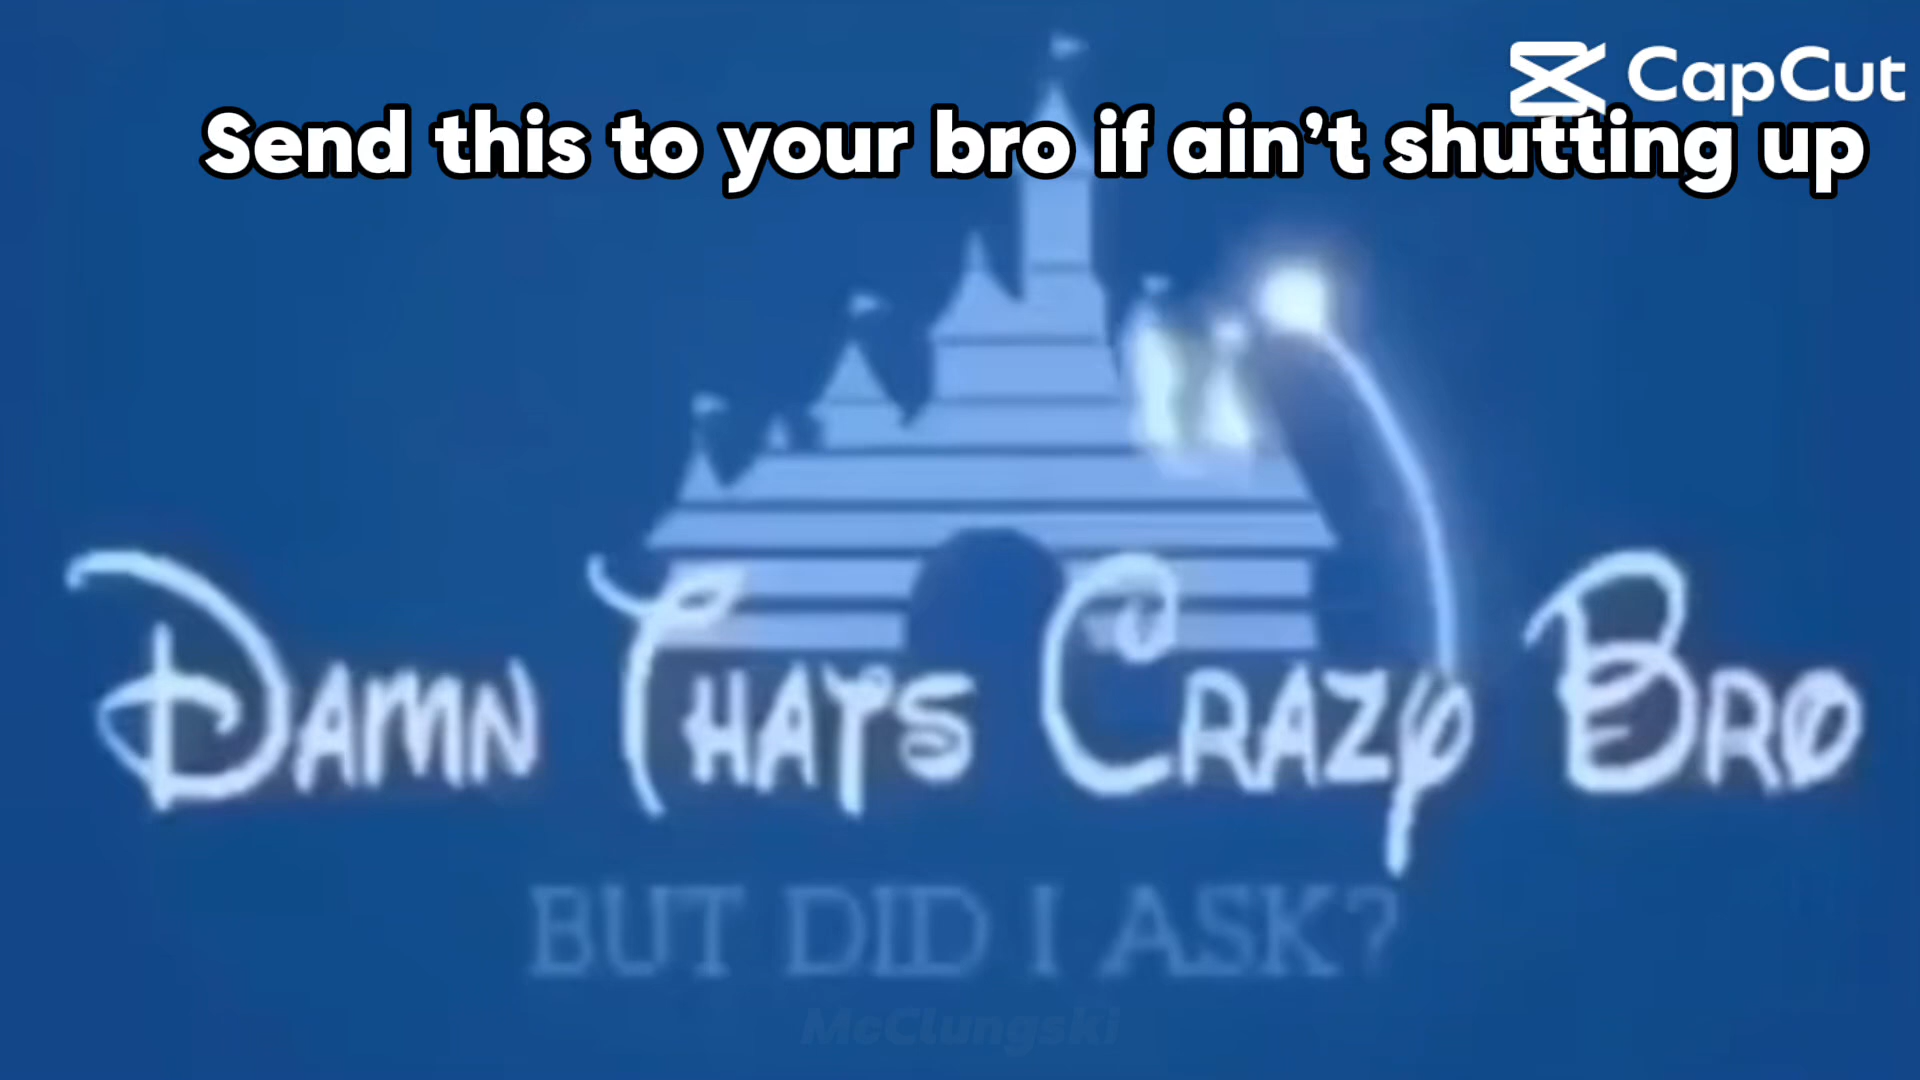 CapCut
Send this to your bro if ain’t shutting up
Damn Thats Crazy Bro
BUT DID I ASK?
McClungski